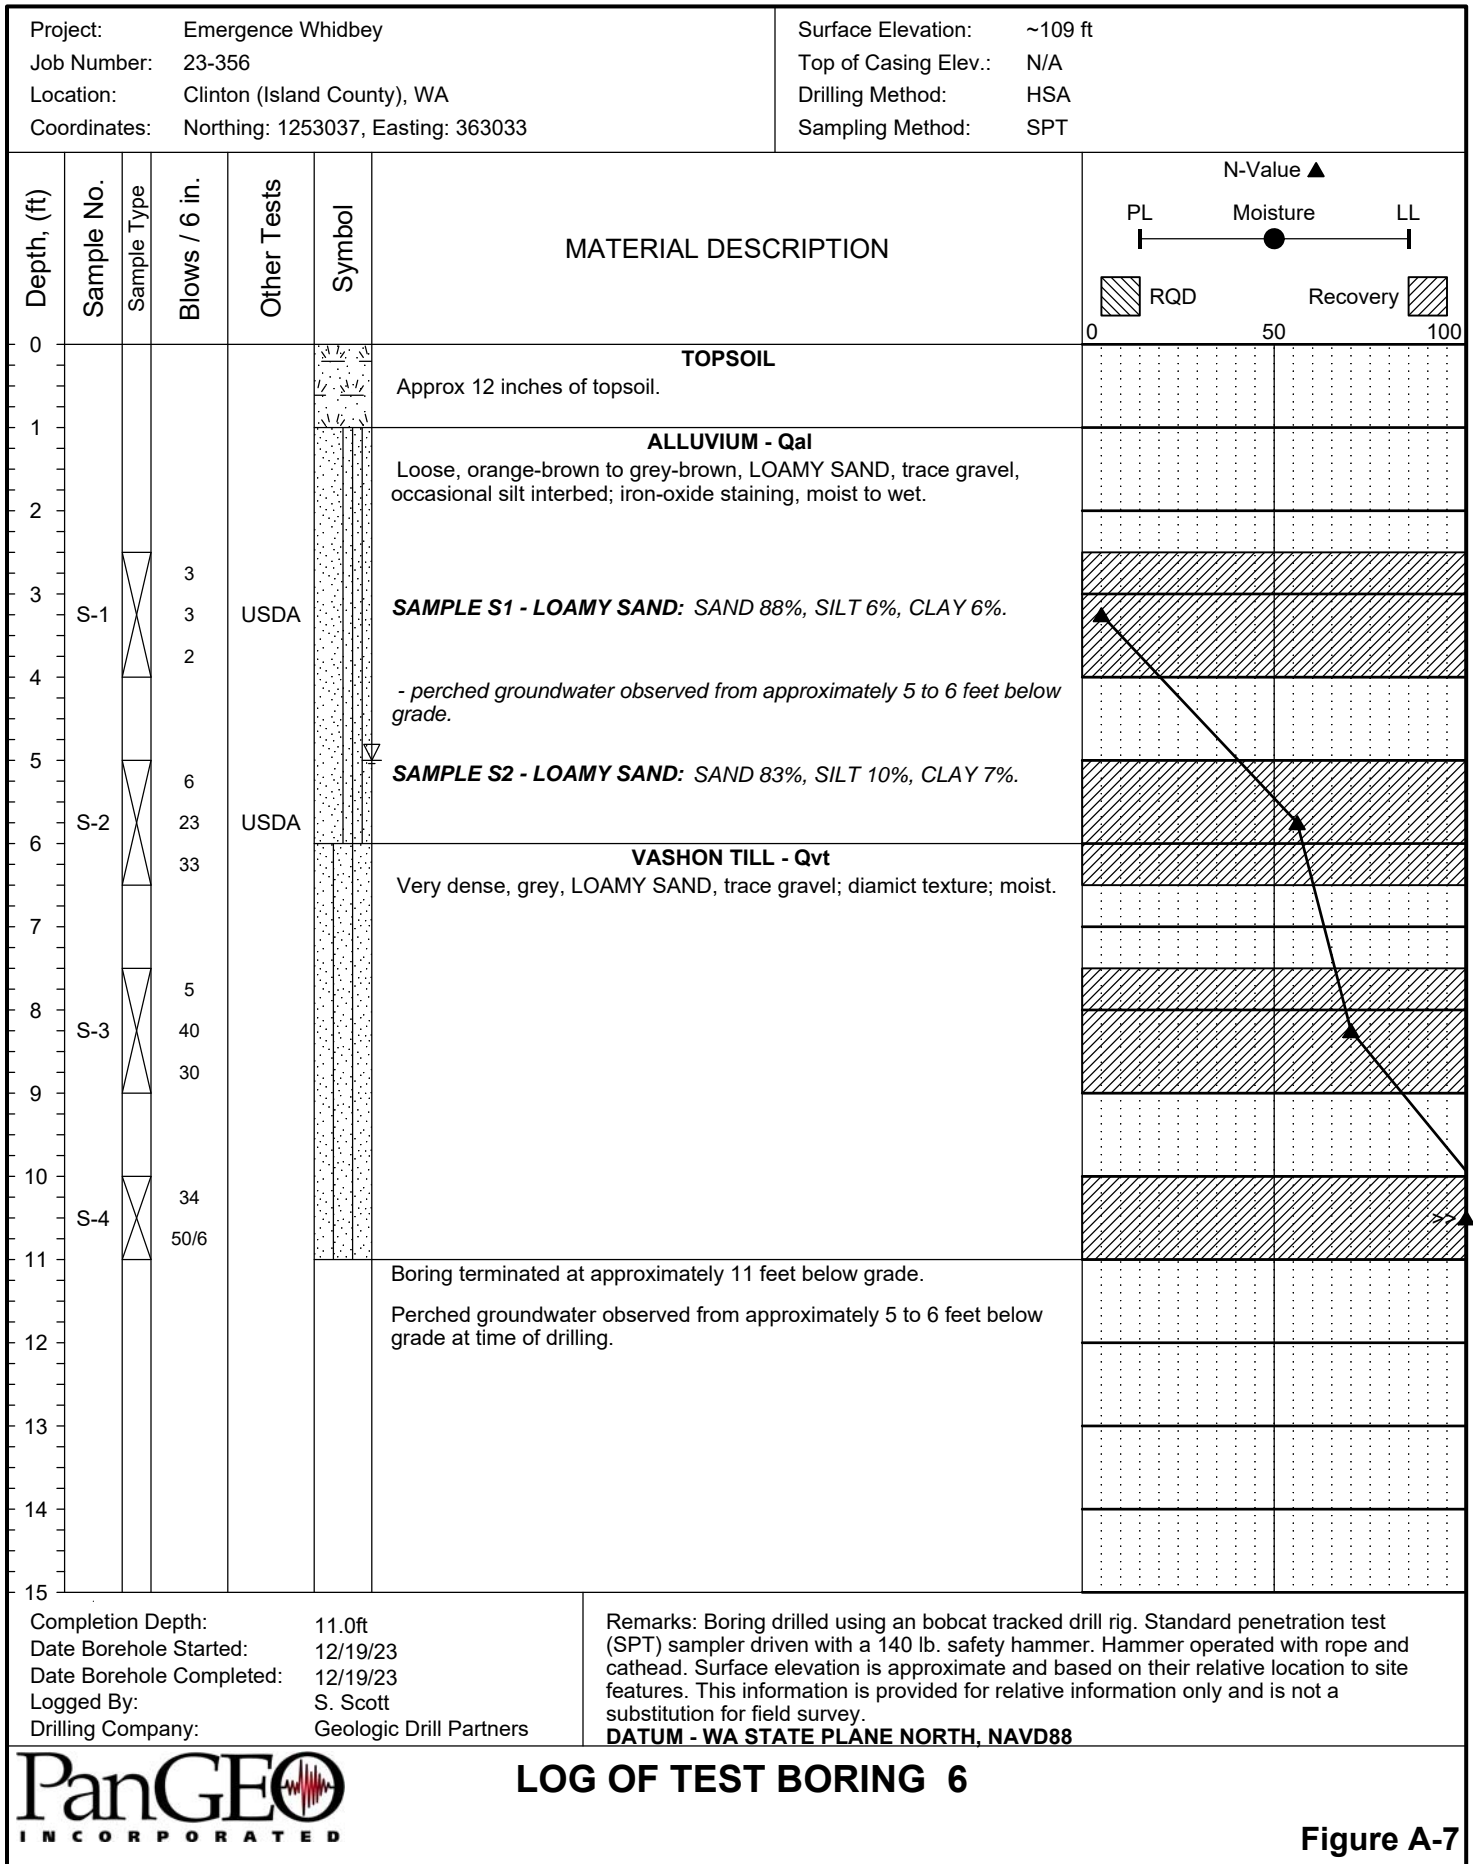 Project: Emergence Whidbey
Job Number: 23-356
Location: Clinton (Island County), WA
Coordinates: Northing: 1253037, Easting: 363033
Surface Elevation: ~109 ft
Top of Casing Elev.: N/A
Drilling Method: HSA
Sampling Method: SPT
Depth, (ft)
Sample No.
Sample Type
Blows / 6 in.
Other Tests
Symbol
MATERIAL DESCRIPTION
N-Value ▲
PL Moisture LL
RQD Recovery
0 50 100
0
TOPSOIL
Approx 12 inches of topsoil.
1
ALLUVIUM - Qal
Loose, orange-brown to grey-brown, LOAMY SAND, trace gravel,
occasional silt interbed; iron-oxide staining, moist to wet.
2
3
3
S-1 3 USDA SAMPLE S1 - LOAMY SAND: SAND 88%, SILT 6%, CLAY 6%.
2
4
- perched groundwater observed from approximately 5 to 6 feet below
grade.
5
6
SAMPLE S2 - LOAMY SAND: SAND 83%, SILT 10%, CLAY 7%.
S-2 23 USDA
6
33
VASHON TILL - Qvt
Very dense, grey, LOAMY SAND, trace gravel; diamict texture; moist.
7
5
8
S-3 40
30
9
10
34
S-4 >>
50/6
11
Boring terminated at approximately 11 feet below grade.
Perched groundwater observed from approximately 5 to 6 feet below
grade at time of drilling.
12
13
14
15
Completion Depth: 11.0ft
Date Borehole Started: 12/19/23
Date Borehole Completed: 12/19/23
Logged By: S. Scott
Drilling Company: Geologic Drill Partners
Remarks: Boring drilled using an bobcat tracked drill rig. Standard penetration test
(SPT) sampler driven with a 140 lb. safety hammer. Hammer operated with rope and
cathead. Surface elevation is approximate and based on their relative location to site
features. This information is provided for relative information only and is not a
substitution for field survey.
DATUM - WA STATE PLANE NORTH, NAVD88
PanGEO
INCORPORATED
LOG OF TEST BORING 6
Figure A-7